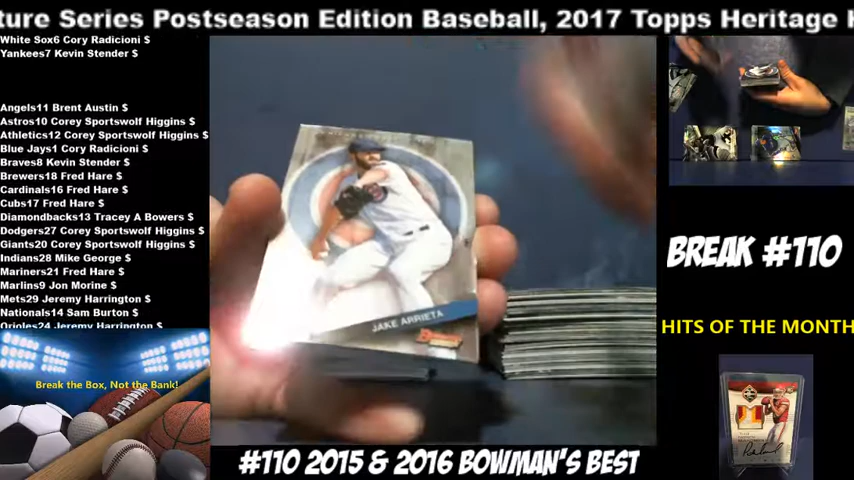 ture Series Postseason Edition Baseball, 2017 Topps Heritage H
White Sox6 Cory Radicioni $
Yankees7 Kevin Stender $
Angels11 Brent Austin $
Astros10 Corey Sportswolf Higgins $
Athletics12 Corey Sportswolf Higgins $
Blue Jays1 Cory Radicioni $
Braves8 Kevin Stender $
Brewers18 Fred Hare $
Cardinals16 Fred Hare $
Cubs17 Fred Hare $
Diamondbacks13 Tracey A Bowers $
Dodgers27 Corey Sportswolf Higgins $
Giants20 Corey Sportswolf Higgins $
Indians28 Mike George $
Mariners21 Fred Hare $
Marlins9 Jon Morine $
Mets29 Jeremy Harrington $
Nationals14 Sam Burton $
Orioles24 Jeremy Harrington $
Break the Box, Not the Bank!
JAKE ARRIETA
Bowman's
BREAK #110
HITS OF THE MONTH
#110 2015 & 2016 BOWMAN'S BEST